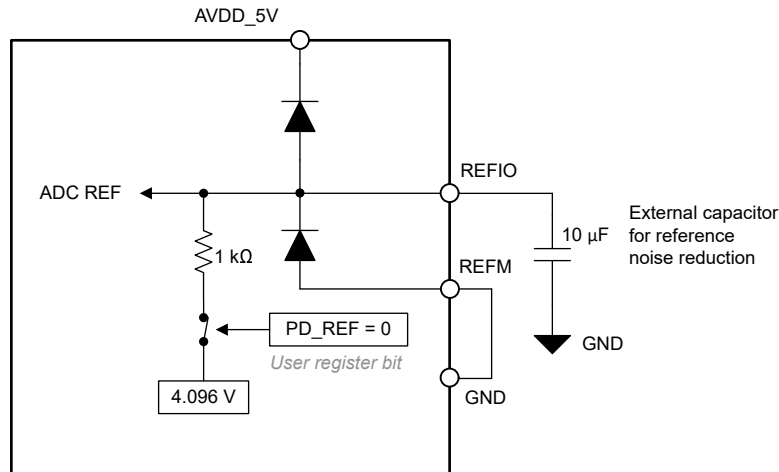 AVDD_5V
REFIO
ADC REF
External capacitor
for reference
noise reduction
10 µF
1 kΩ
REFM
PD_REF = 0
GND
User register bit
4.096 V
GND